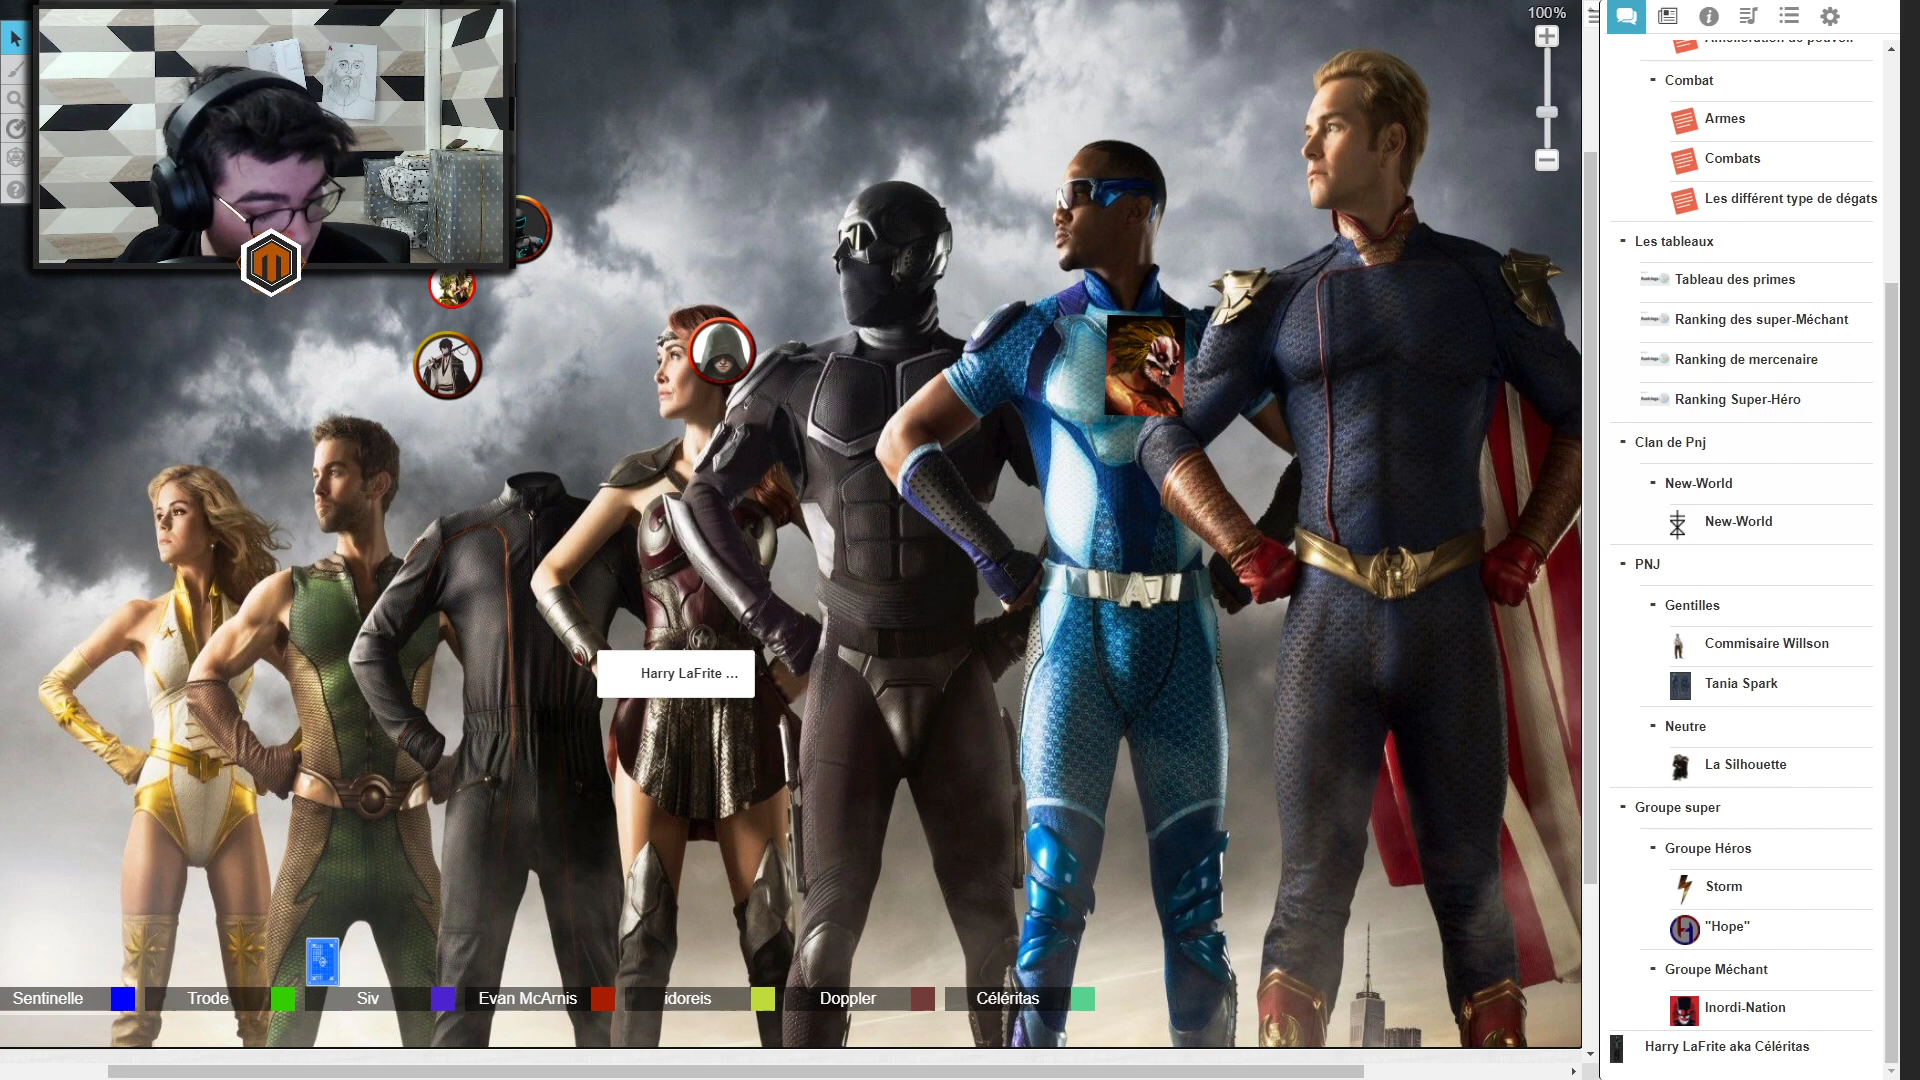 100%
Combat
Armes
Combats
Les différent type de dégats
Les tableaux
Tableau des primes
Ranking des super-Méchant
Ranking de mercenaire
Ranking Super-Héro
Clan de Pnj
New-World
New-World
PNJ
Gentilles
Commisaire Willson
Tania Spark
Neutre
La Silhouette
Groupe super
Groupe Héros
Storm
"Hope"
Groupe Méchant
Inordi-Nation
Harry LaFrite aka Céléritas
Harry LaFrite ...
A
Sentinelle
Trode
Siv
Evan McArnis
idoreis
Doppler
Céléritas